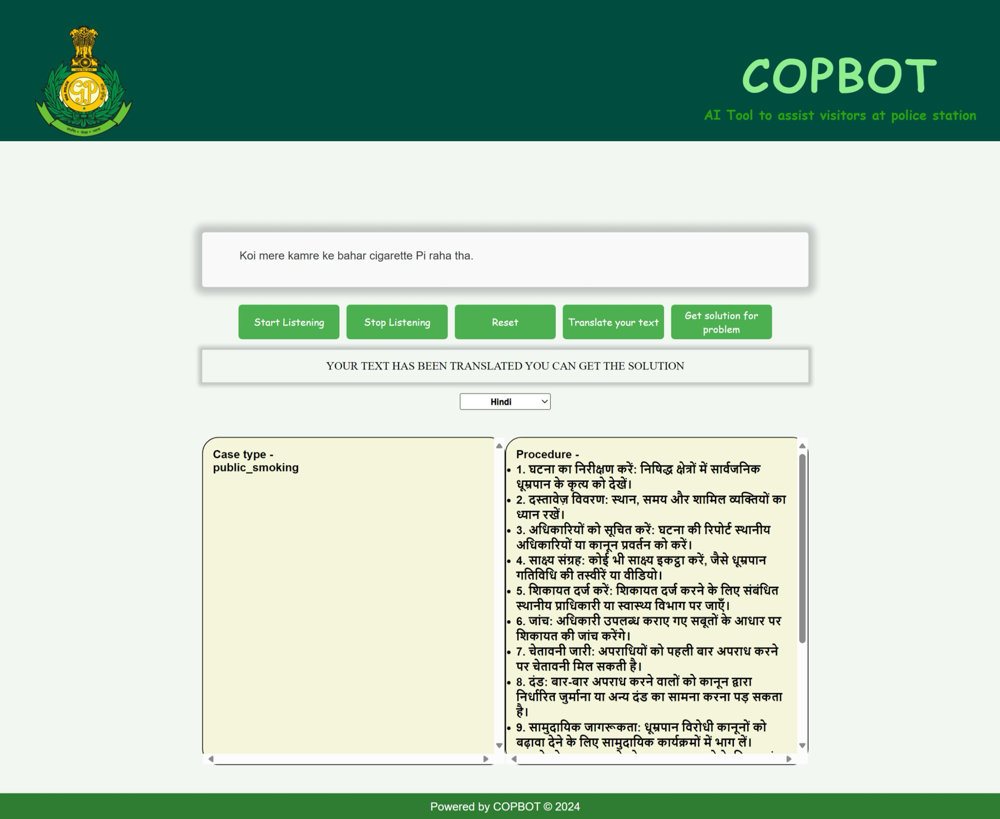 GOA POLICE
GP
COPBOT
AI Tool to assist visitors at police station
Koi mere kamre ke bahar cigarette Pi raha tha.
Start Listening
Stop Listening
Reset
Translate your text
Get solution for
problem
YOUR TEXT HAS BEEN TRANSLATED YOU CAN GET THE SOLUTION
Hindi
Case type -
public_smoking
Procedure -
1. घटना का निरीक्षण करें: निषिद्ध क्षेत्रों में सार्वजनिक
धूम्रपान के कृत्य को देखें।
2. दस्तावेज़ विवरण: स्थान, समय और शामिल व्यक्तियों का
ध्यान रखें।
3. अधिकारियों को सूचित करें: घटना की रिपोर्ट स्थानीय
अधिकारियों या कानून प्रवर्तन को करें।
4. साक्ष्य संग्रह: कोई भी साक्ष्य इकट्ठा करें, जैसे धूम्रपान
गतिविधि की तस्वीरें या वीडियो।
5. शिकायत दर्ज करें: शिकायत दर्ज करने के लिए संबंधित
स्थानीय प्राधिकारी या स्वास्थ्य विभाग पर जाएँ।
6. जांच: अधिकारी उपलब्ध कराए गए सबूतों के आधार पर
शिकायत की जांच करेंगे।
7. चेतावनी जारी: अपराधियों को पहली बार अपराध करने
पर चेतावनी मिल सकती है।
8. दंड: बार-बार अपराध करने वालों को कानून द्वारा
निर्धारित जुर्माना या अन्य दंड का सामना करना पड़ सकता
है।
9. सामुदायिक जागरूकता: धूम्रपान विरोधी कानूनों को
बढ़ावा देने के लिए सामुदायिक कार्यक्रमों में भाग लें।
Powered by COPBOT © 2024